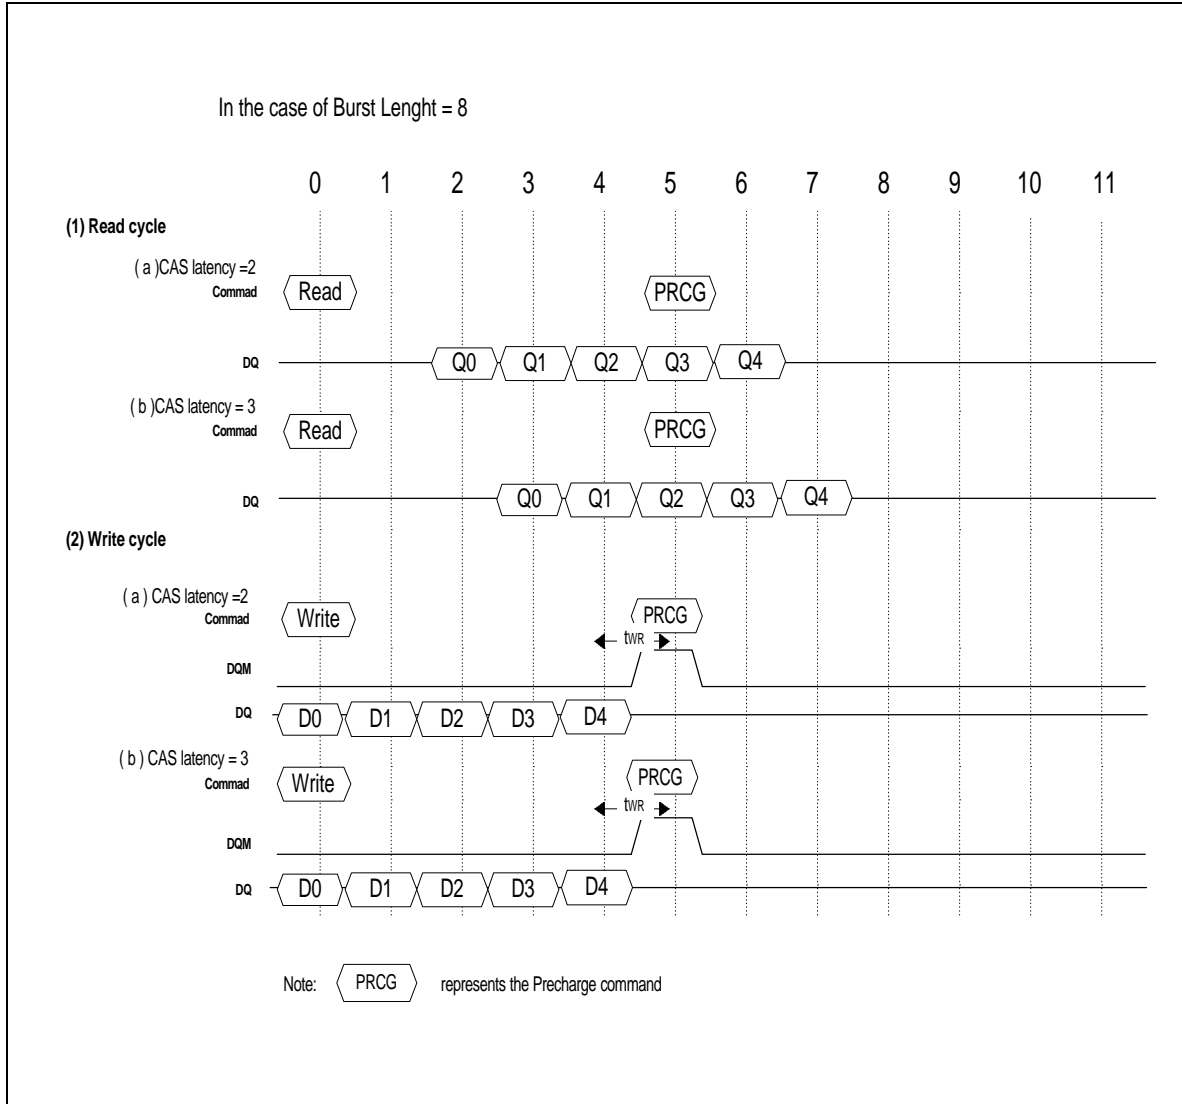 In the case of Burst Lenght = 8
0 1 2 3 4 5 6 7 8 9 10 11
(1) Read cycle
( a )CAS latency =2
Commad Read PRCG
DQ Q0 Q1 Q2 Q3 Q4
( b )CAS latency = 3
Commad Read PRCG
DQ Q0 Q1 Q2 Q3 Q4
(2) Write cycle
( a ) CAS latency =2
Commad Write PRCG
tWR
DQM
DQ D0 D1 D2 D3 D4
( b ) CAS latency = 3
Commad Write PRCG
tWR
DQM
DQ D0 D1 D2 D3 D4
Note: PRCG represents the Precharge command